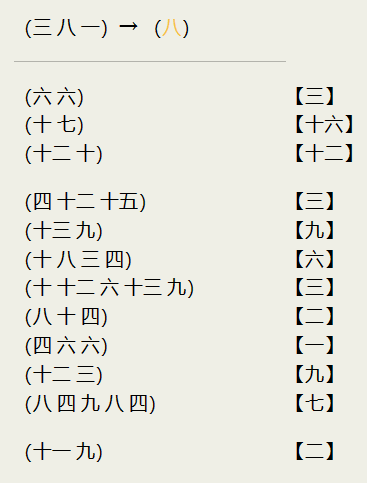 (三 八 一) → (八)
(六 六) 【三】
(十 七) 【十六】
(十二 十) 【十二】
(四 十二 十五) 【三】
(十三 九) 【九】
(十 八 三 四) 【六】
(十 十二 六 十三 九) 【三】
(八 十 四) 【二】
(四 六 六) 【一】
(十二 三) 【九】
(八 四 九 八 四) 【七】
(十一 九) 【二】